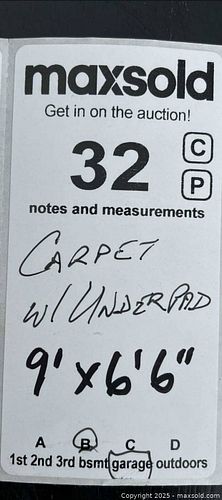 maxsold
Get in on the auction!
32 C
P
notes and measurements
CARPET
W/ UNDERPAD
9' x 6'6"
A B C D
1st 2nd 3rd bsmt garage outdoors
Copyright 2025 - maxsold.com